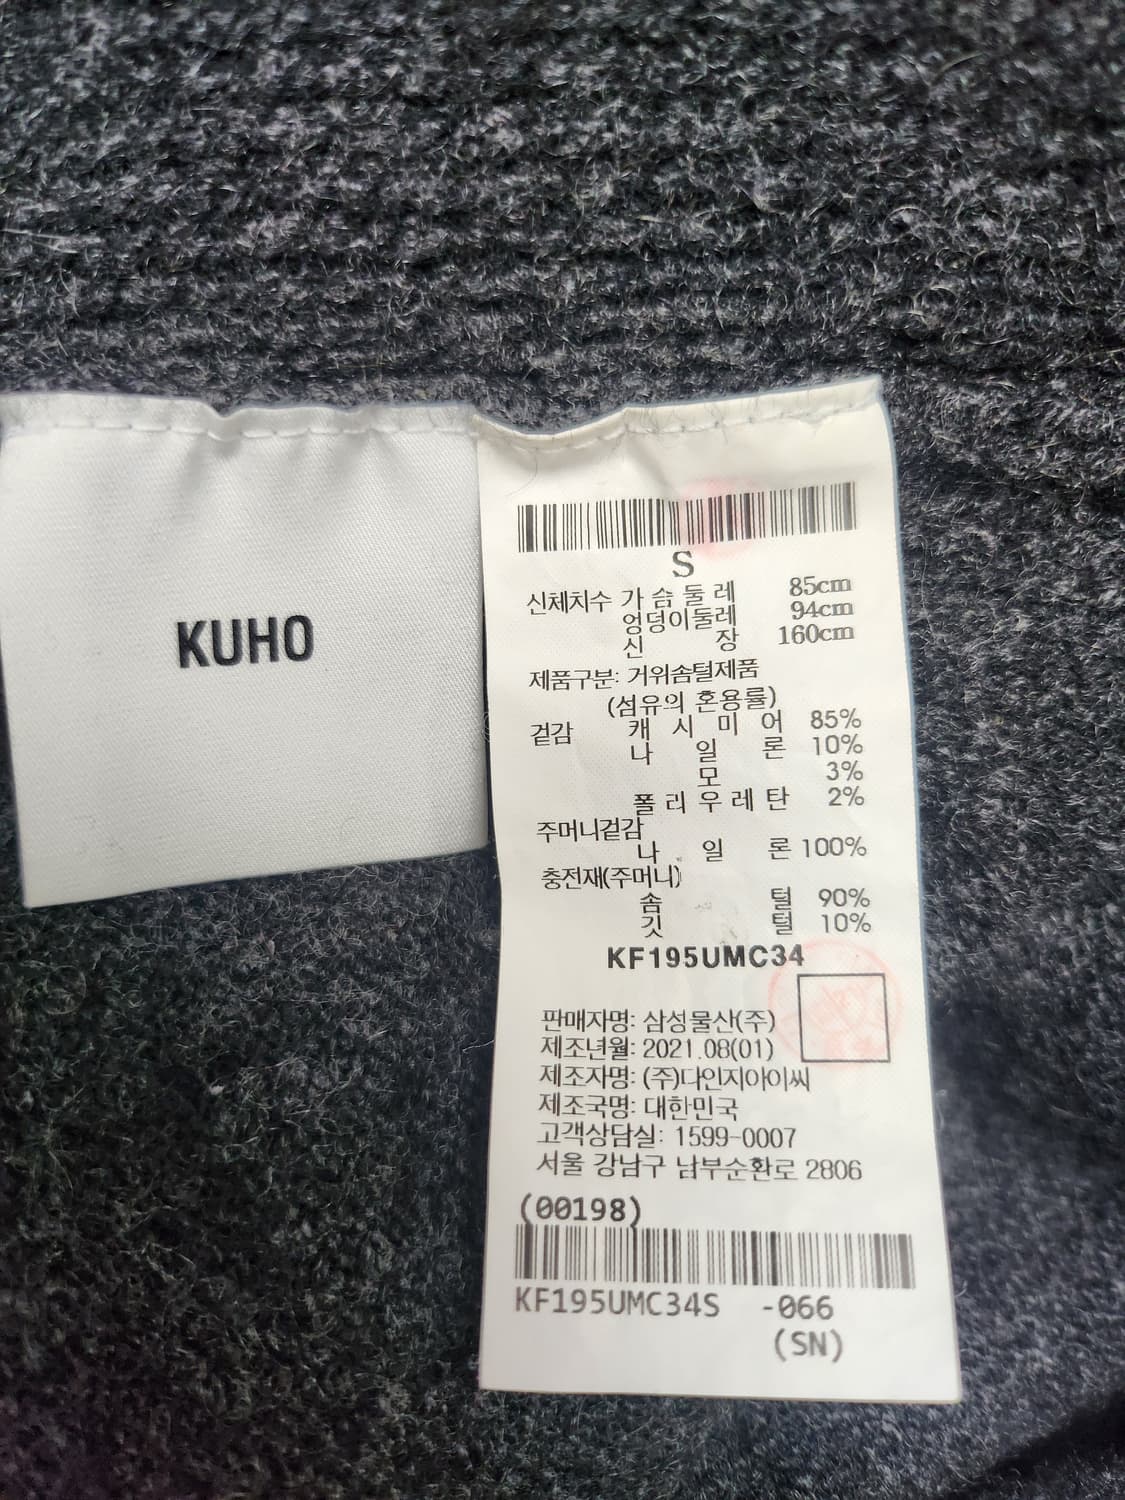 KUHO
S
신체치수 가슴둘레 85cm
엉덩이둘레 94cm
신장 160cm
제품구분: 거위솜털제품
(섬유의 혼용률)
겉감 캐시미어 85%
나일론 10%
모 3%
폴리우레탄 2%
주머니겉감
나일론 100%
충전재(주머니)
솜털 90%
깃털 10%
KF195UMC34
판매자명: 삼성물산(주)
제조년월: 2021.08(01)
제조자명: (주)다인지아이씨
제조국명: 대한민국
고객상담실: 1599-0007
서울 강남구 남부순환로 2806
(00198)
KF195UMC34S -066
(SN)